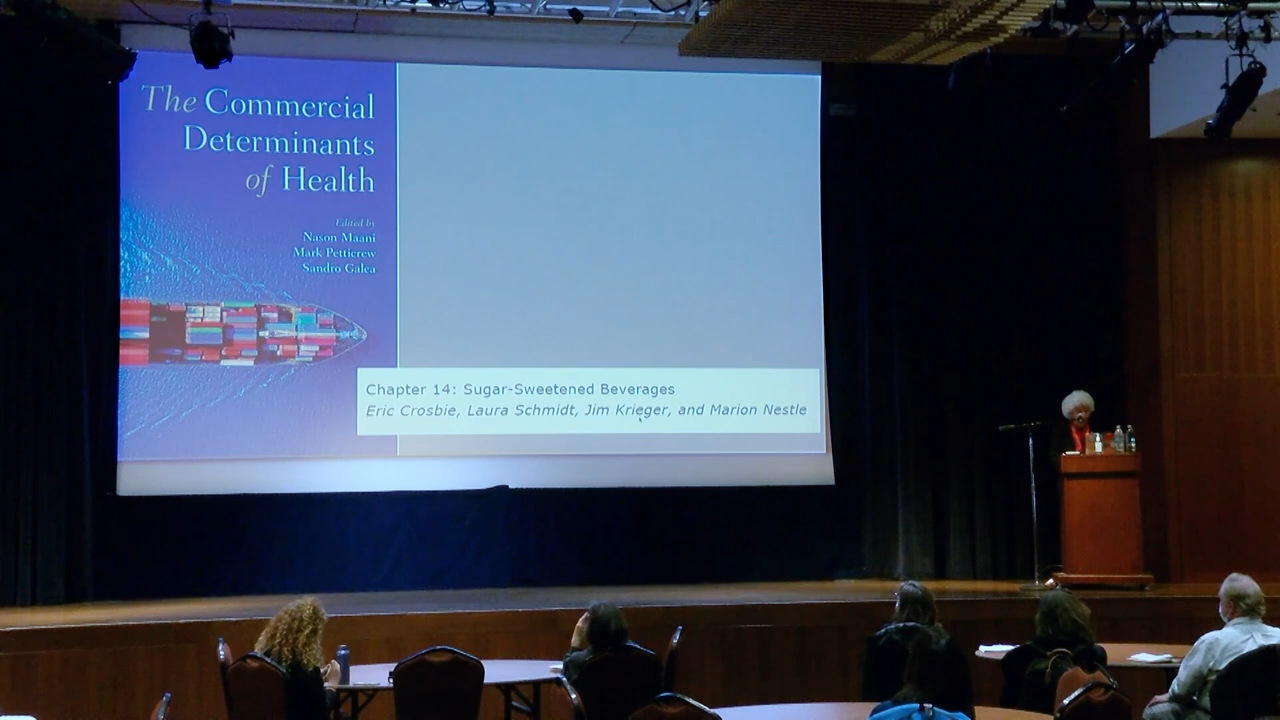 The Commercial
Determinants
of Health
Edited by
Nason Maani
Mark Petticrew
Sandro Galea
Chapter 14: Sugar-Sweetened Beverages
Eric Crosbie, Laura Schmidt, Jim Krieger, and Marion Nestle